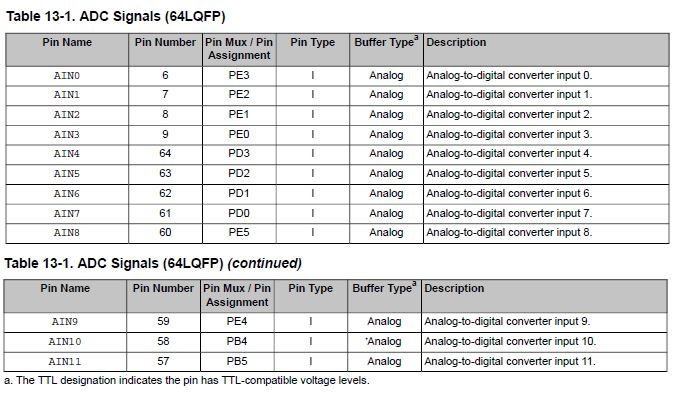 Table 13-1. ADC Signals (64LQFP)
Pin Name Pin Number Pin Mux / Pin Assignment Pin Type Buffer Typea Description
AIN0 6 PE3 I Analog Analog-to-digital converter input 0.
AIN1 7 PE2 I Analog Analog-to-digital converter input 1.
AIN2 8 PE1 I Analog Analog-to-digital converter input 2.
AIN3 9 PE0 I Analog Analog-to-digital converter input 3.
AIN4 64 PD3 I Analog Analog-to-digital converter input 4.
AIN5 63 PD2 I Analog Analog-to-digital converter input 5.
AIN6 62 PD1 I Analog Analog-to-digital converter input 6.
AIN7 61 PD0 I Analog Analog-to-digital converter input 7.
AIN8 60 PE5 I Analog Analog-to-digital converter input 8.
Table 13-1. ADC Signals (64LQFP) (continued)
Pin Name Pin Number Pin Mux / Pin Assignment Pin Type Buffer Typea Description
AIN9 59 PE4 I Analog Analog-to-digital converter input 9.
AIN10 58 PB4 I Analog Analog-to-digital converter input 10.
AIN11 57 PB5 I Analog Analog-to-digital converter input 11.
a. The TTL designation indicates the pin has TTL-compatible voltage levels.